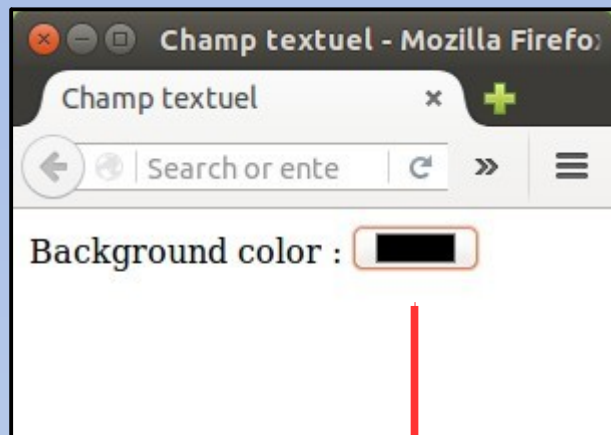 Champ textuel - Mozilla Firefo
Champ textuel
Search or ente
Background color :